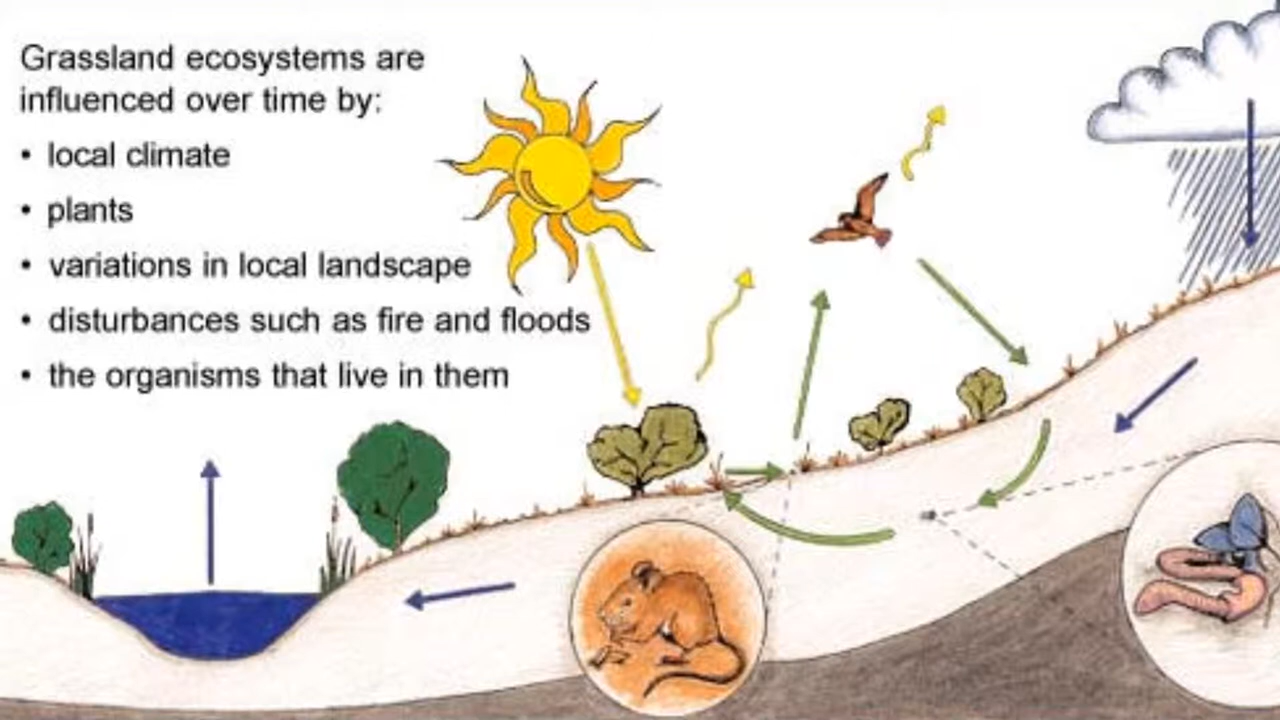 Grassland ecosystems are
influenced over time by:
• local climate
• plants
• variations in local landscape
• disturbances such as fire and floods
• the organisms that live in them